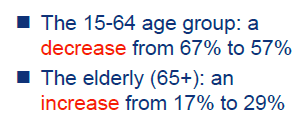 ■ The 15-64 age group: a
decrease from 67% to 57%
■ The elderly (65+): an
increase from 17% to 29%